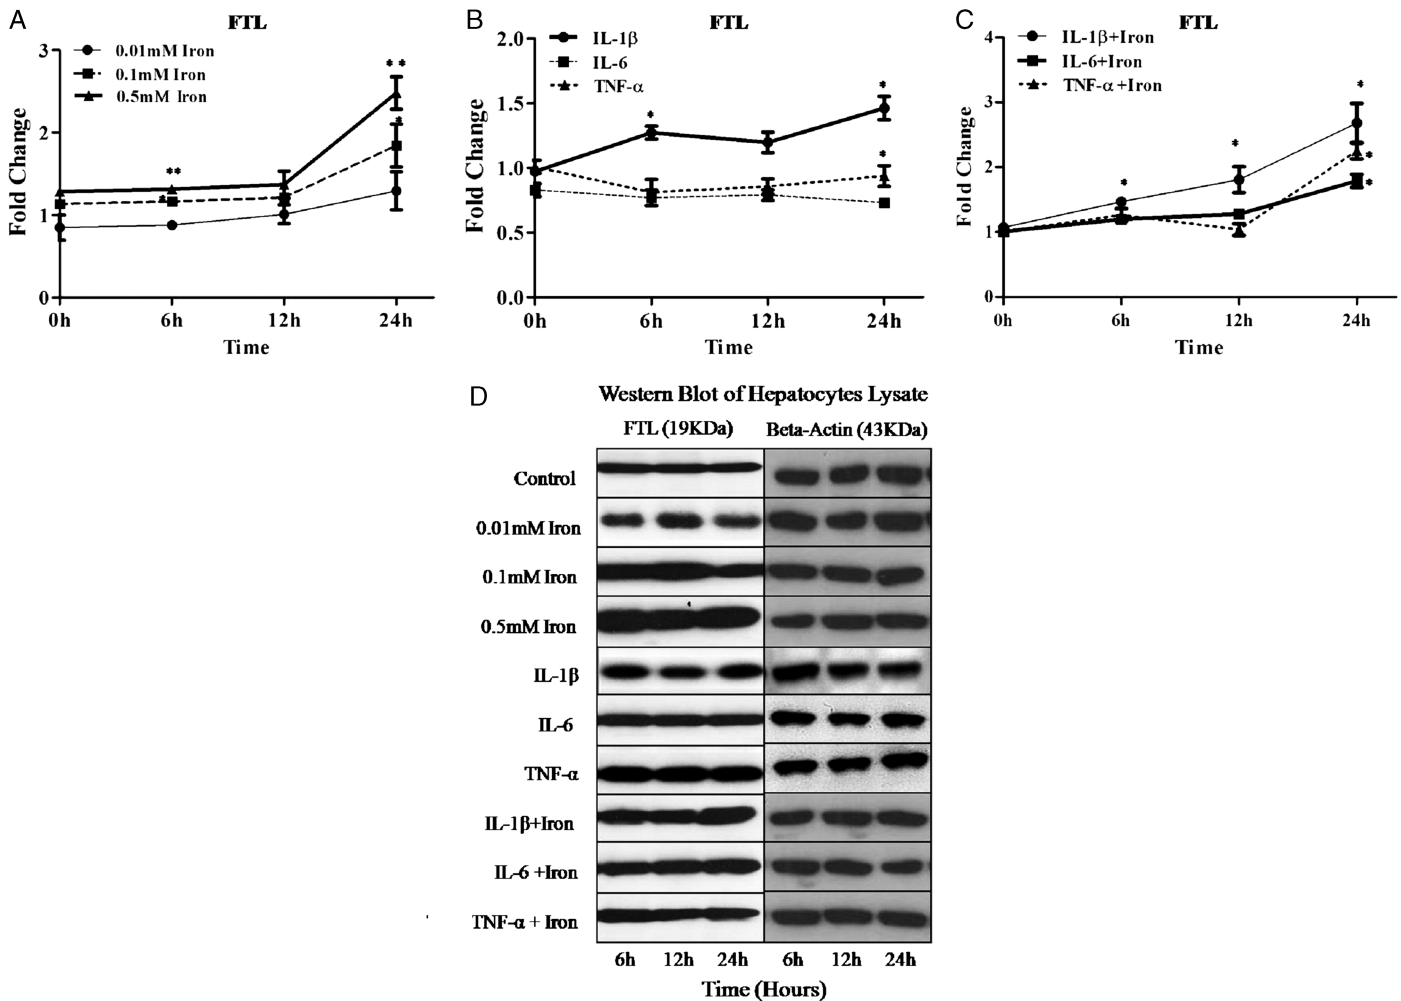 A
FTL
0.01mM Iron
0.1mM Iron
0.5mM Iron
Fold Change
3
2
1
0
** 
*
**
*
0h 6h 12h 24h
Time
B
FTL
IL-1β
IL-6
TNF-α
Fold Change
2.0
1.5
1.0
0.5
0.0
*
*
*
0h 6h 12h 24h
Time
C
FTL
IL-1β+Iron
IL-6+Iron
TNF-α+Iron
Fold Change
4
3
2
1
0
*
*
*
*
*
0h 6h 12h 24h
Time
D
Western Blot of Hepatocytes Lysate
FTL (19KDa) Beta-Actin (43KDa)
Control
0.01mM Iron
0.1mM Iron
0.5mM Iron
IL-1β
IL-6
TNF-α
IL-1β+Iron
IL-6 +Iron
TNF-α + Iron
6h 12h 24h 6h 12h 24h
Time (Hours)